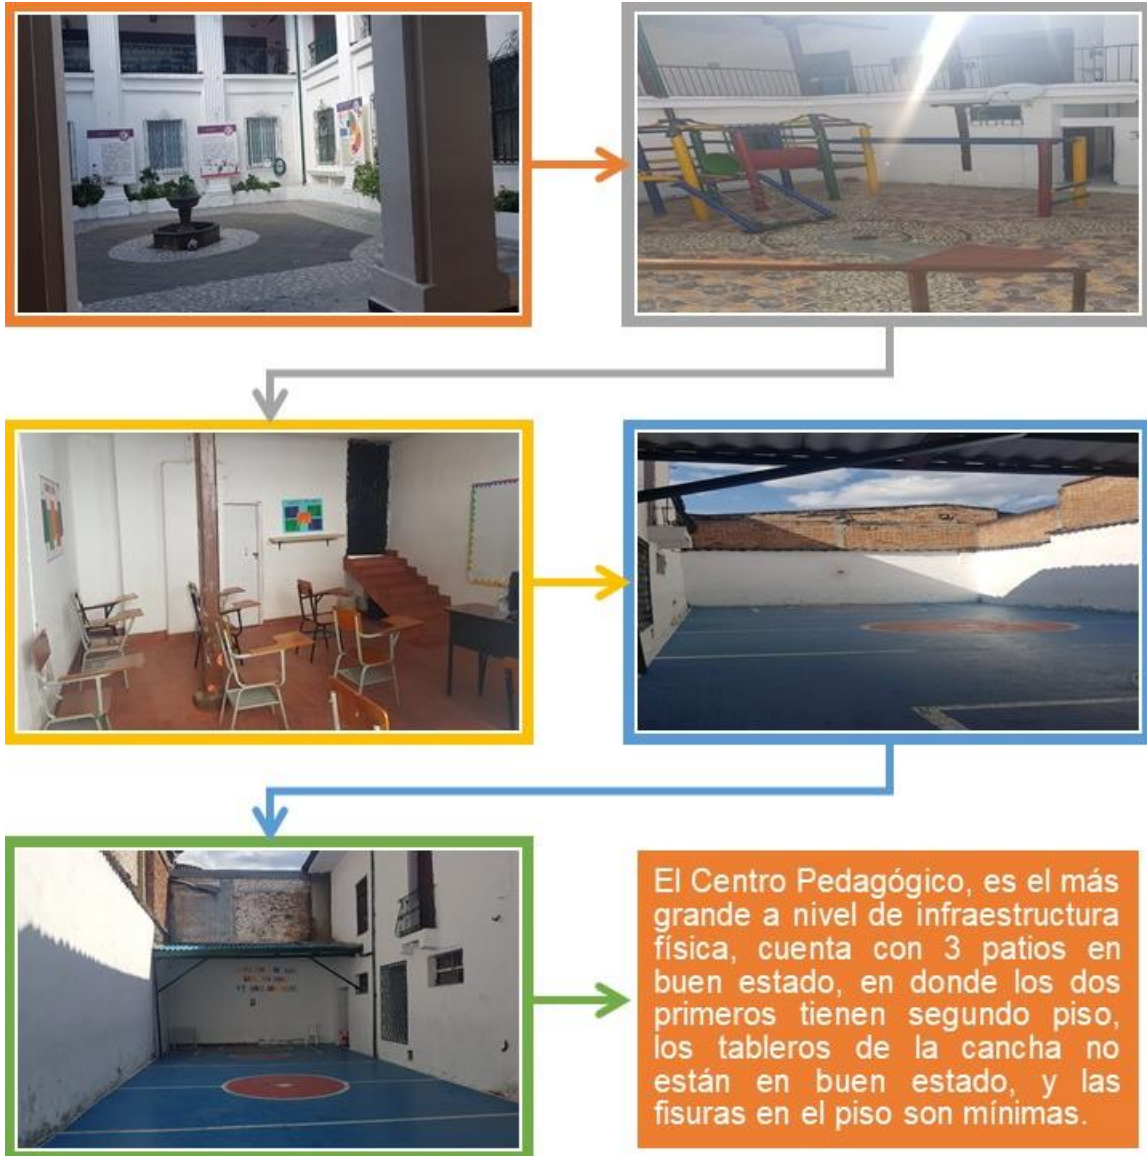 El Centro Pedagógico, es el más
grande a nivel de infraestructura
física, cuenta con 3 patios en
buen estado, en donde los dos
primeros tienen segundo piso,
los tableros de la cancha no
están en buen estado, y las
fisuras en el piso son mínimas.